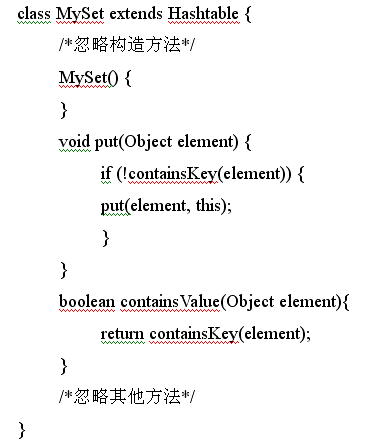 class MySet extends Hashtable {
/*忽略构造方法*/
MySet() {
}
void put(Object element) {
if (!containsKey(element)) {
put(element, this);
}
}
boolean containsValue(Object element){
return containsKey(element);
}
/*忽略其他方法*/
}